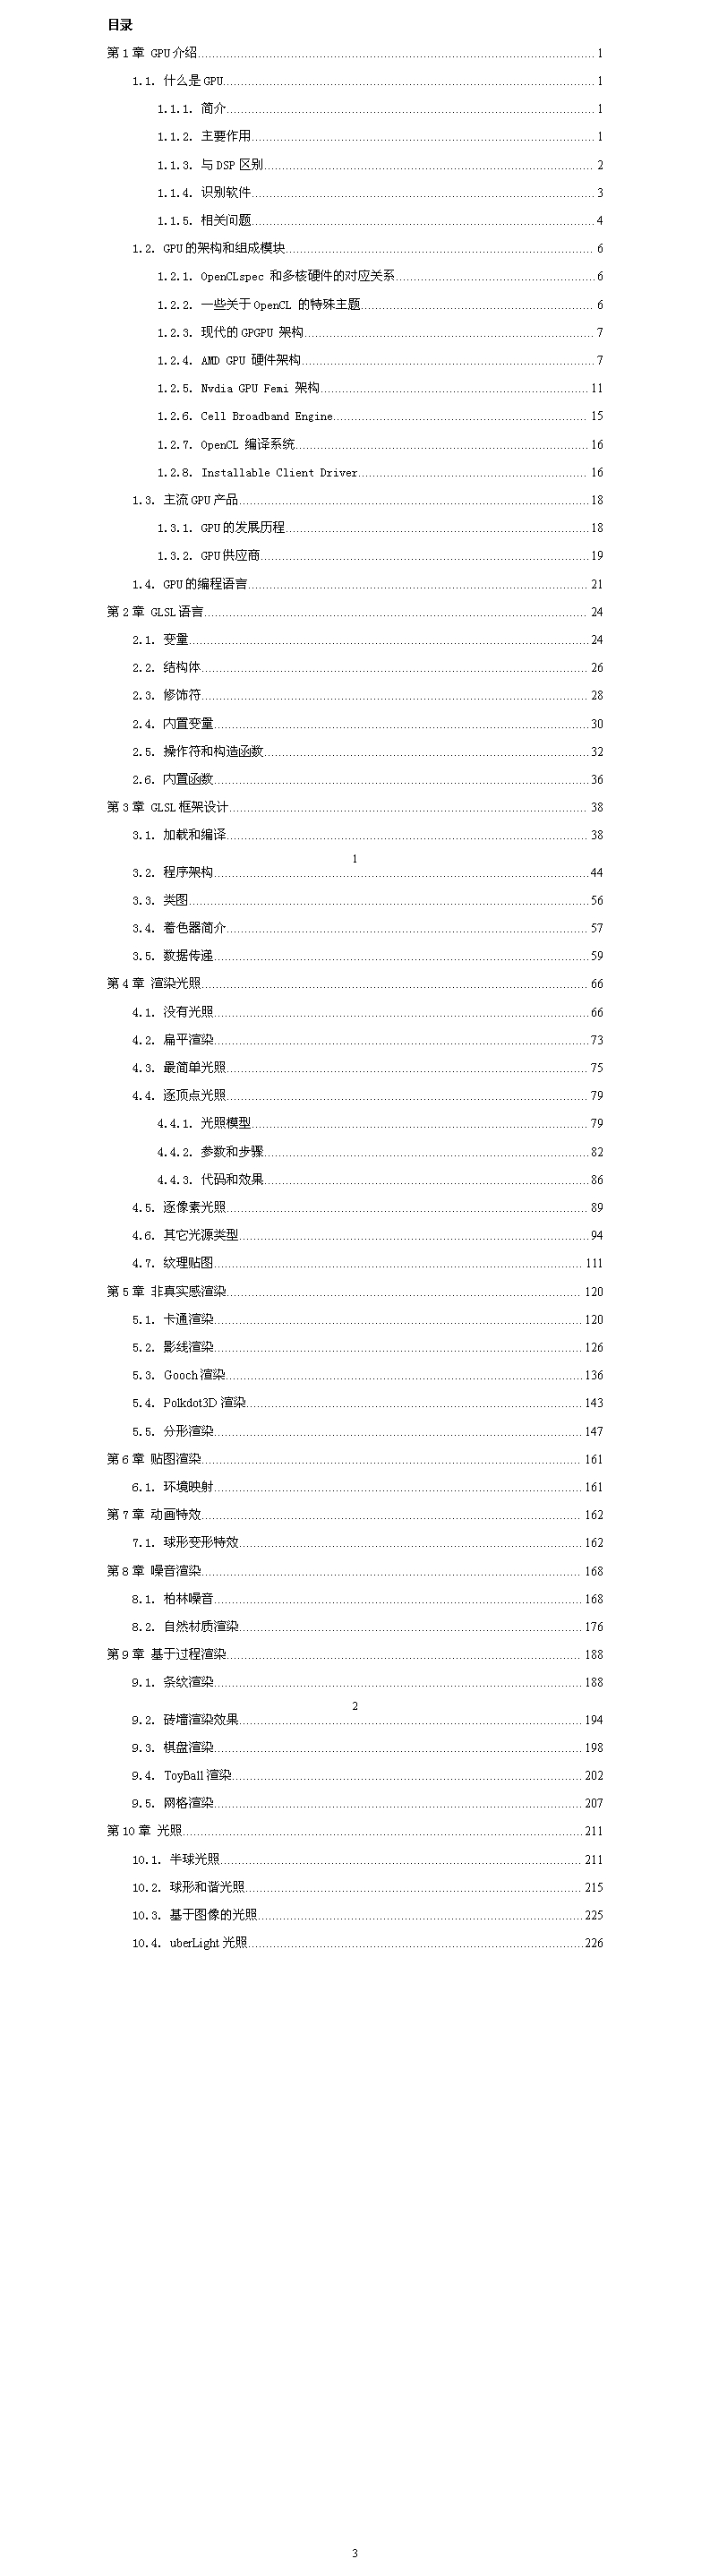 目录
第 1 章 GPU 介绍 1
1.1. 什么是 GPU 1
1.1.1. 简介 1
1.1.2. 主要作用 1
1.1.3. 与 DSP 区别 2
1.1.4. 识别软件 3
1.1.5. 相关问题 4
1.2. GPU 的架构和组成模块 6
1.2.1. OpenCLspec 和多核硬件的对应关系 6
1.2.2. 一些关于 OpenCL 的特殊主题 6
1.2.3. 现代的 GPGPU 架构 7
1.2.4. AMD GPU 硬件架构 7
1.2.5. Nvdia GPU Femi 架构 11
1.2.6. Cell Broadband Engine 15
1.2.7. OpenCL 编译系统 16
1.2.8. Installable Client Driver 16
1.3. 主流 GPU 产品 18
1.3.1. GPU 的发展历程 18
1.3.2. GPU 供应商 19
1.4. GPU 的编程语言 21
第 2 章 GLSL 语言 24
2.1. 变量 24
2.2. 结构体 26
2.3. 修饰符 28
2.4. 内置变量 30
2.5. 操作符和构造函数 32
2.6. 内置函数 36
第 3 章 GLSL 框架设计 38
3.1. 加载和编译 38
1
3.2. 程序架构 44
3.3. 类图 56
3.4. 着色器简介 57
3.5. 数据传递 59
第 4 章 渲染光照 66
4.1. 没有光照 66
4.2. 扁平渲染 73
4.3. 最简单光照 75
4.4. 逐顶点光照 79
4.4.1. 光照模型 79
4.4.2. 参数和步骤 82
4.4.3. 代码和效果 86
4.5. 逐像素光照 89
4.6. 其它光源类型 94
4.7. 纹理贴图 111
第 5 章 非真实感渲染 120
5.1. 卡通渲染 120
5.2. 影线渲染 126
5.3. Gooch 渲染 136
5.4. Polkdot3D 渲染 143
5.5. 分形渲染 147
第 6 章 贴图渲染 161
6.1. 环境映射 161
第 7 章 动画特效 162
7.1. 球形变形特效 162
第 8 章 噪音渲染 168
8.1. 柏林噪音 168
8.2. 自然材质渲染 176
第 9 章 基于过程渲染 188
9.1. 条纹渲染 188
2
9.2. 砖墙渲染效果 194
9.3. 棋盘渲染 198
9.4. ToyBall 渲染 202
9.5. 网格渲染 207
第 10 章 光照 211
10.1. 半球光照 211
10.2. 球形和谐光照 215
10.3. 基于图像的光照 225
10.4. uberLight 光照 226
3